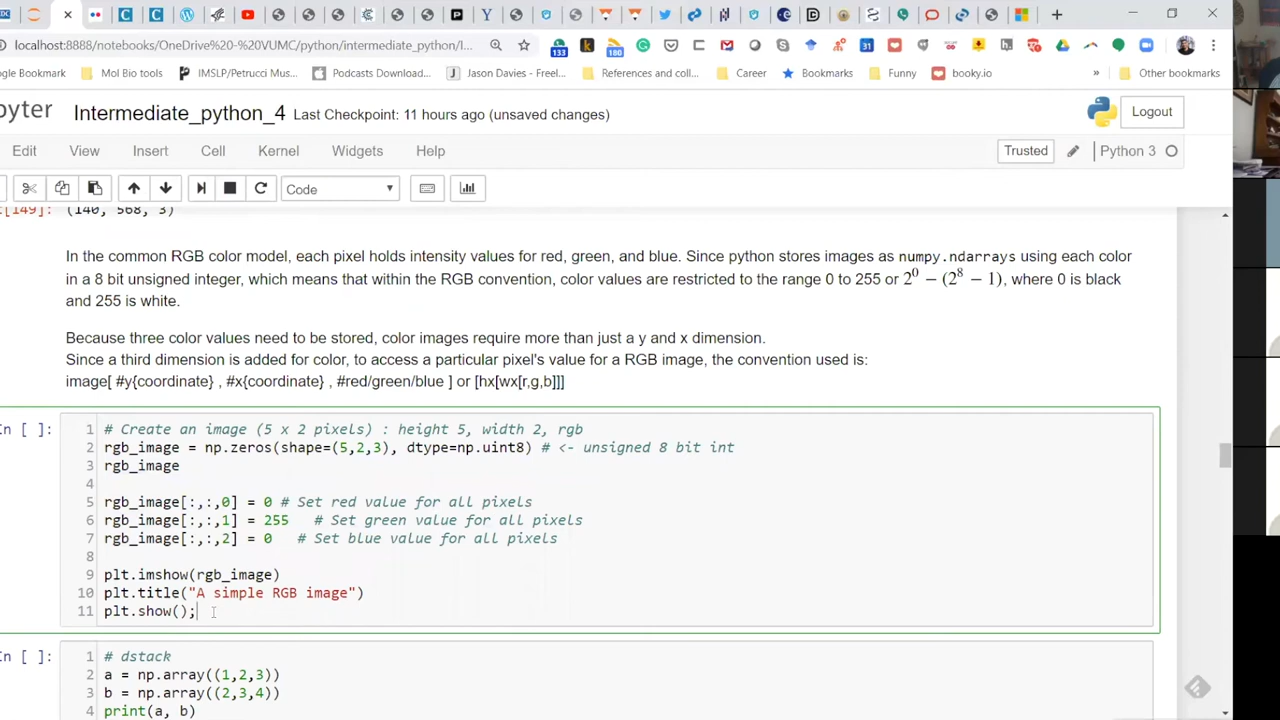 localhost:8888/notebooks/OneDrive%20-%20VUMC/python/intermediate_python/I...
133
180
31
ogle Bookmark
Mol Bio tools
IMSLP/Petrucci Mus...
Podcasts Download...
Jason Davies - Freel...
References and coll...
Career
Bookmarks
Funny
booky.io
»
Other bookmarks
pyter
Intermediate_python_4
Last Checkpoint: 11 hours ago (unsaved changes)
Logout
Edit
View
Insert
Cell
Kernel
Widgets
Help
Trusted
Python 3
Code
t[149]: (140, 568, 3)
In the common RGB color model, each pixel holds intensity values for red, green, and blue. Since python stores images as numpy.ndarrays using each color
in a 8 bit unsigned integer, which means that within the RGB convention, color values are restricted to the range 0 to 255 or 2⁰ − (2⁸ − 1), where 0 is black
and 255 is white.
Because three color values need to be stored, color images require more than just a y and x dimension.
Since a third dimension is added for color, to access a particular pixel's value for a RGB image, the convention used is:
image[ #y{coordinate} , #x{coordinate} , #red/green/blue ] or [hx[wx[r,g,b]]]
In [ ]:
1 # Create an image (5 x 2 pixels) : height 5, width 2, rgb
2 rgb_image = np.zeros(shape=(5,2,3), dtype=np.uint8) # <- unsigned 8 bit int
3 rgb_image
4
5 rgb_image[:,:,0] = 0 # Set red value for all pixels
6 rgb_image[:,:,1] = 255   # Set green value for all pixels
7 rgb_image[:,:,2] = 0   # Set blue value for all pixels
8
9 plt.imshow(rgb_image)
10 plt.title("A simple RGB image")
11 plt.show();
In [ ]:
1 # dstack
2 a = np.array((1,2,3))
3 b = np.array((2,3,4))
4 print(a, b)